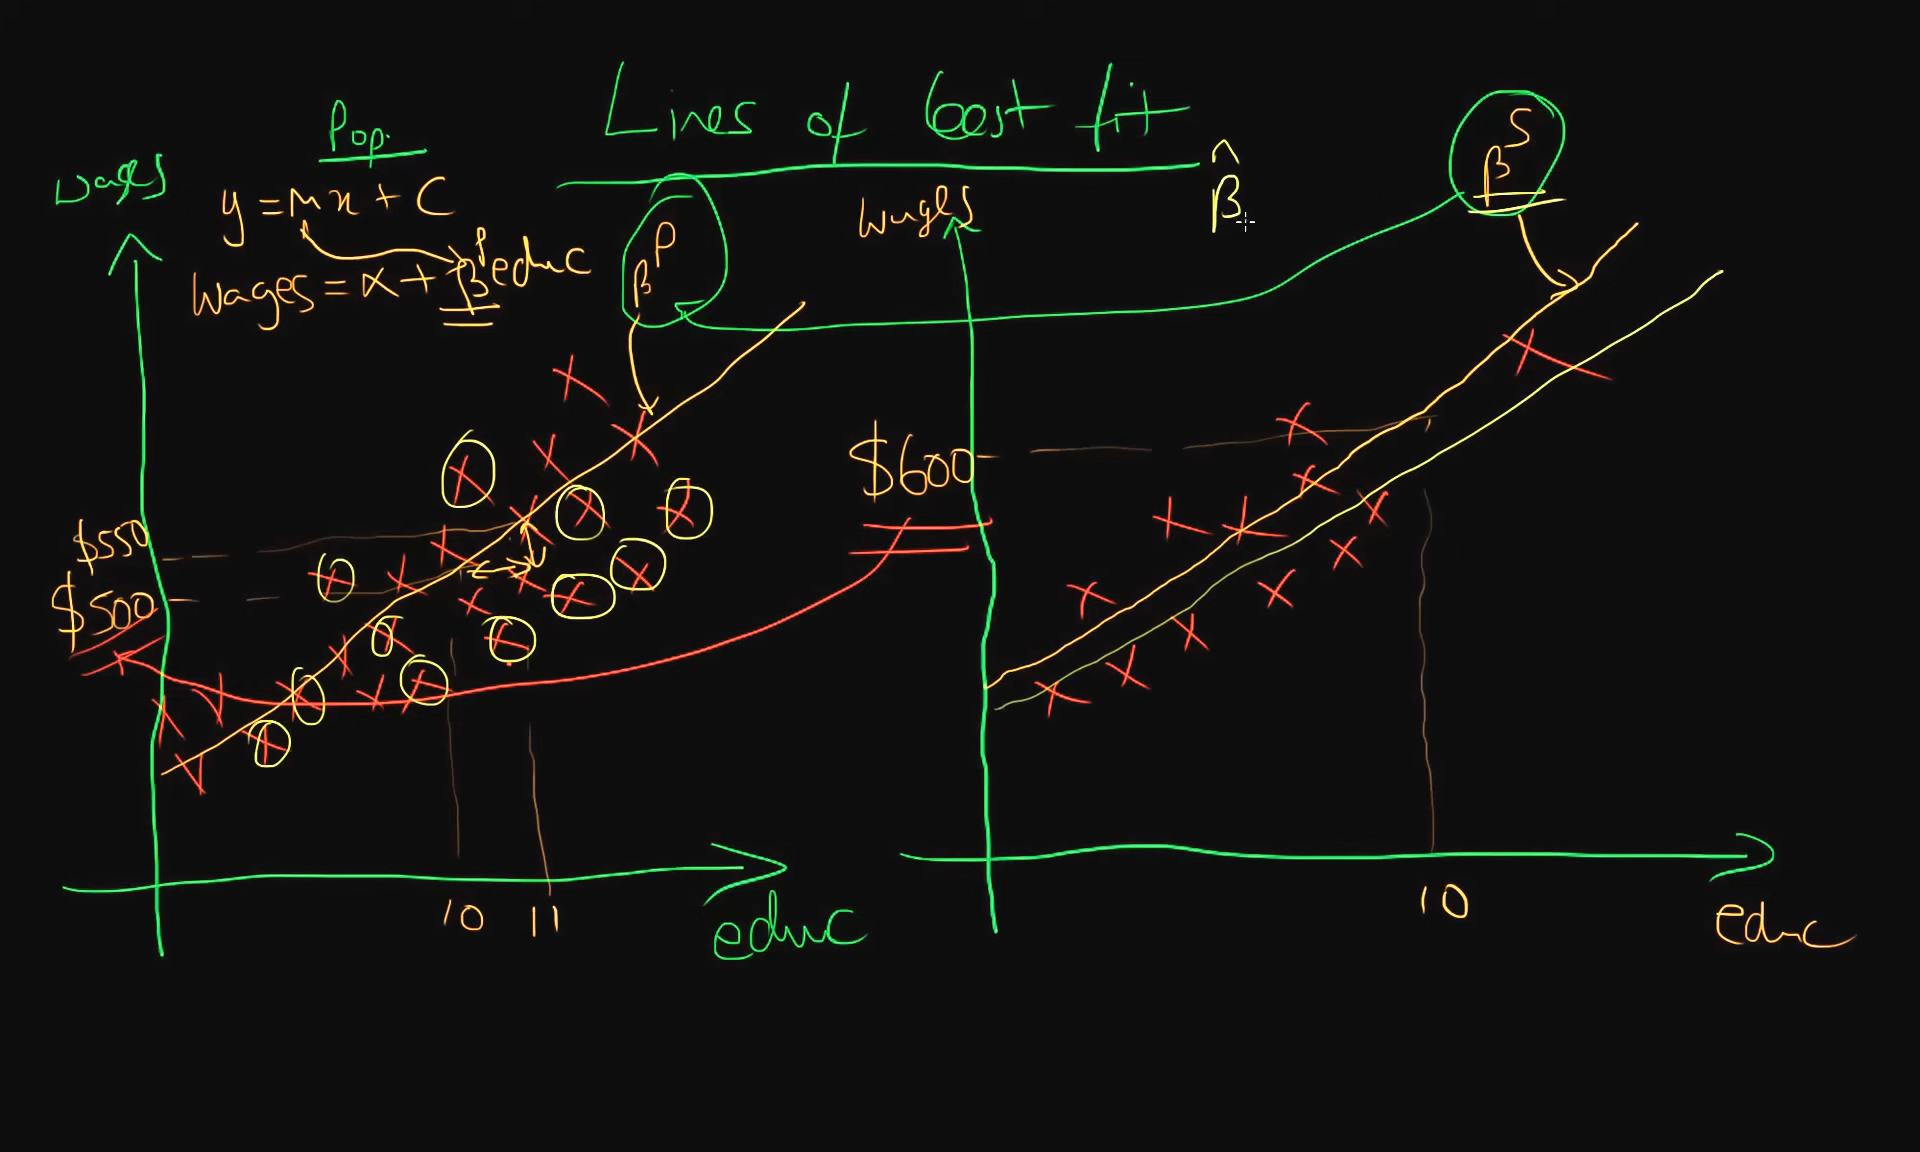 Lines of best fit
Pop.
wages
y = mx + c
wages = α + β^p educ
β^p
wages
β̂
β^s
$550
$500
$600
10 11
educ
10
educ